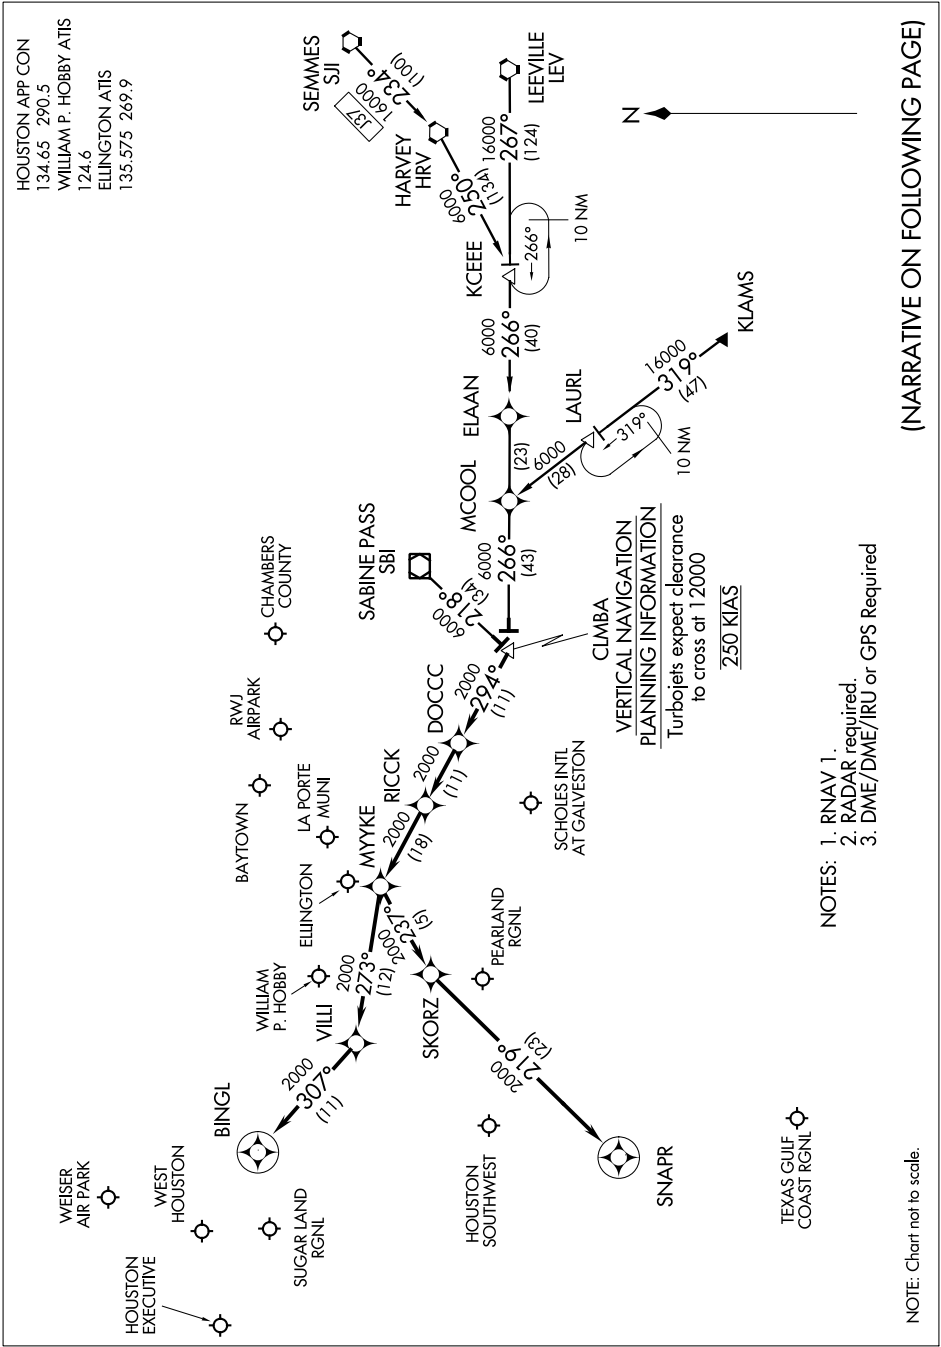 HOUSTON APP CON
134.65 290.5
WILLIAM P. HOBBY ATIS
124.6
ELLINGTON ATIS
135.575 269.9
SEMMES
SJI
234°
16000
(100)
J37
HARVEY
HRV
6000
250°
(134)
LEEVILLE
LEV
16000
267°
(124)
N
KCEEE
266°
10 NM
6000
266°
(40)
ELAAN
(23)
MCOOL
LAURL
6000
(28)
319°
10 NM
16000
319°
(47)
KLAMS
CHAMBERS
COUNTY
SABINE PASS
SBI
6000
218°
(34)
6000
266°
(43)
CLMBA
VERTICAL NAVIGATION
PLANNING INFORMATION
Turbojets expect clearance
to cross at 12000
250 KIAS
RWJ
AIRPARK
BAYTOWN
LA PORTE
MUNI
DOCCC
2000
294°
(11)
RICCK
2000
(11)
MYYKE
2000
(18)
SCHOLES INTL
AT GALVESTON
ELLINGTON
WILLIAM
P. HOBBY
VILLI
2000
273°
(12)
2000
237°
(5)
PEARLAND
RGNL
SKORZ
2000
219°
(23)
BINGL
2000
307°
(11)
SNAPR
WEISER
AIR PARK
WEST
HOUSTON
SUGAR LAND
RGNL
HOUSTON
EXECUTIVE
HOUSTON
SOUTHWEST
TEXAS GULF
COAST RGNL
NOTES: 1. RNAV 1.
2. RADAR required.
3. DME/DME/IRU or GPS Required
(NARRATIVE ON FOLLOWING PAGE)
NOTE: Chart not to scale.